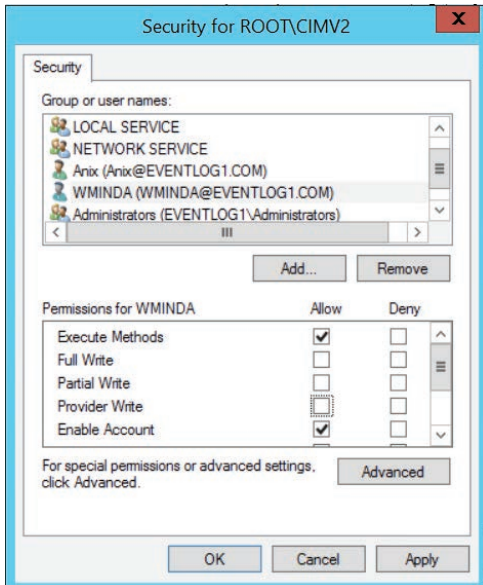 Security for ROOT\CIMV2
X
Security
Group or user names:
LOCAL SERVICE
NETWORK SERVICE
Anix (Anix@EVENTLOG1.COM)
WMINDA (WMINDA@EVENTLOG1.COM)
Administrators (EVENTLOG1\Administrators)
Add... Remove
Permissions for WMINDA Allow Deny
Execute Methods
Full Write
Partial Write
Provider Write
Enable Account
For special permissions or advanced settings,
click Advanced.
Advanced
OK Cancel Apply